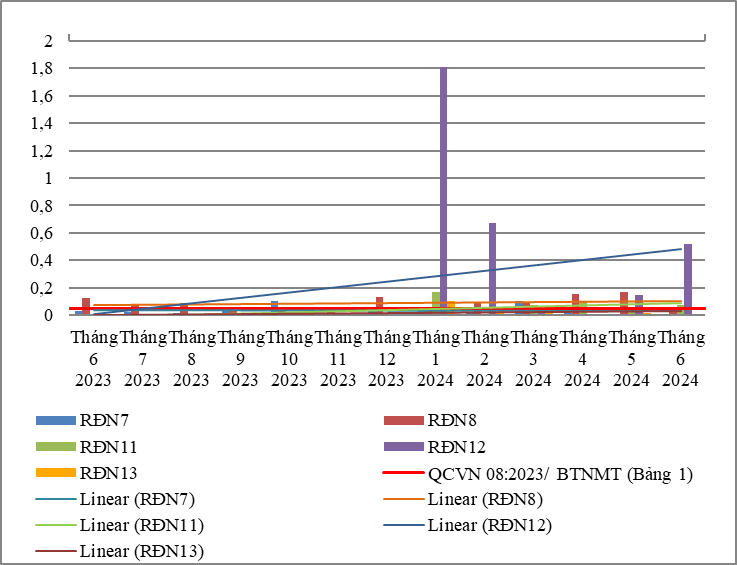 2
1,8
1,6
1,4
1,2
1
0,8
0,6
0,4
0,2
0
Tháng 6 2023
Tháng 7 2023
Tháng 8 2023
Tháng 9 2023
Tháng 10 2023
Tháng 11 2023
Tháng 12 2023
Tháng 1 2024
Tháng 2 2024
Tháng 3 2024
Tháng 4 2024
Tháng 5 2024
Tháng 6 2024
RĐN7
RĐN8
RĐN11
RĐN12
RĐN13
QCVN 08:2023/ BTNMT (Bảng 1)
Linear (RĐN7)
Linear (RĐN8)
Linear (RĐN11)
Linear (RĐN12)
Linear (RĐN13)